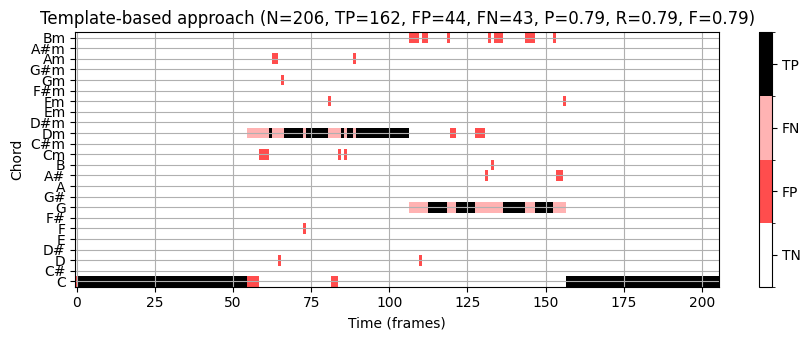 Template-based approach (N=206, TP=162, FP=44, FN=43, P=0.79, R=0.79, F=0.79)
Bm
A#m
Am
G#m
Gm
F#m
Fm
Em
D#m
Dm
C#m
Cm
B
A#
A
G#
G
F#
F
E
D#
D
C#
C
Chord
0 25 50 75 100 125 150 175 200
Time (frames)
TP
FN
FP
TN